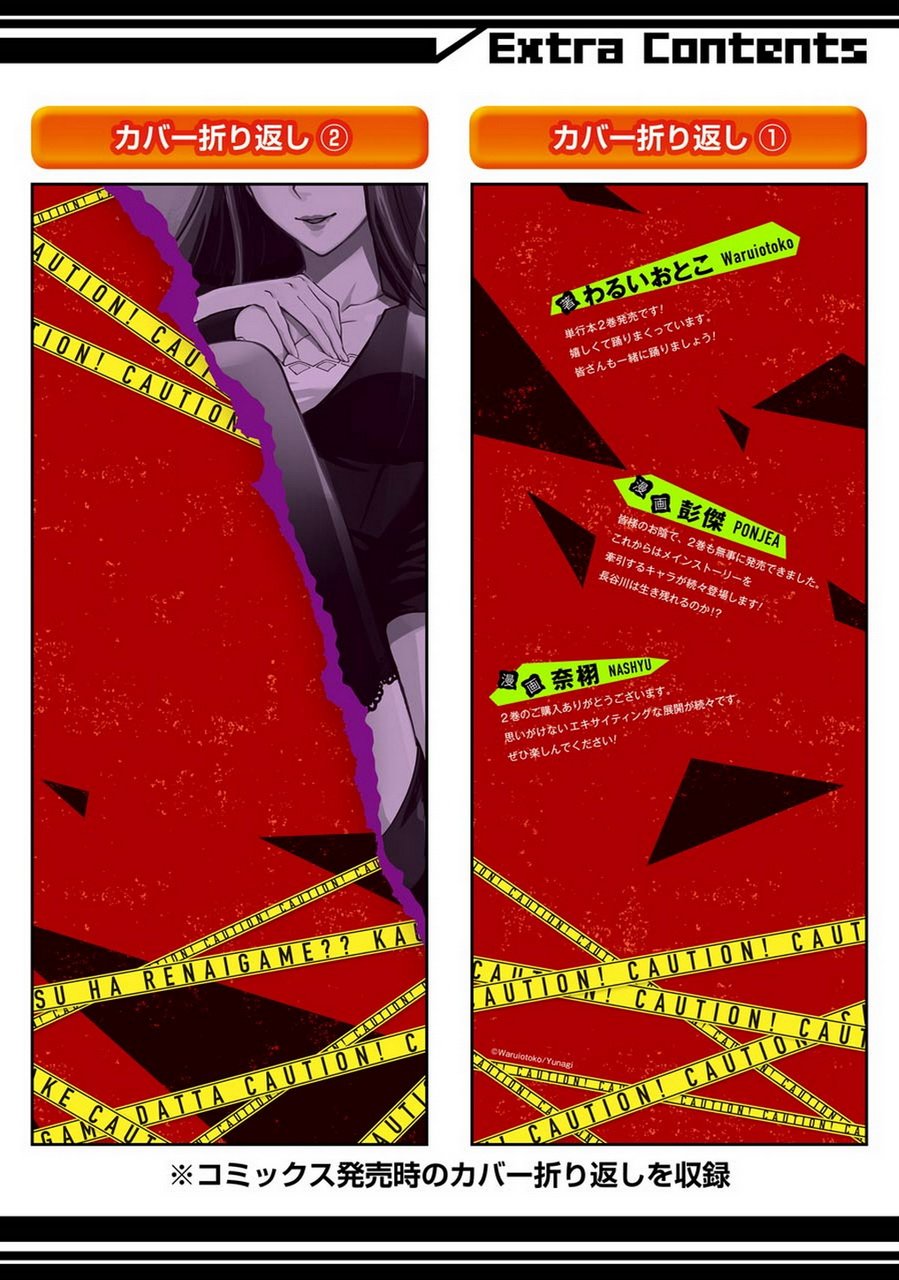 Extra Contents
カバー折り返し①
著 わるいおとこ Waruiotoko
単行本2巻発売です!
嬉しくて踊りまくっています。
皆さんも一緒に踊りましょう!
漫画 彭傑 PONJEA
皆様のお陰で、2巻も無事に発売できました。
これからはメインストーリーを
牽引するキャラが続々登場します!
長谷川は生き残れるのか!?
漫画 奈栩 NASHYU
2巻のご購入ありがとうございます。
思いがけないエキサイティングな展開が続々です。
ぜひ楽しんでください!
CAUTION! CAUTION! CAUT
©Waruiotoko/Yunagi
CAUTION! CAUTION!
カバー折り返し②
AUTION! CAU
TION! CAUTION!
CAUTION! CAUTION! CAUTION!
SU HA RENAIGAME?? KA
DATTA CAUTION! C
KE CAUT
GAM
AUTI
※コミックス発売時のカバー折り返しを収録